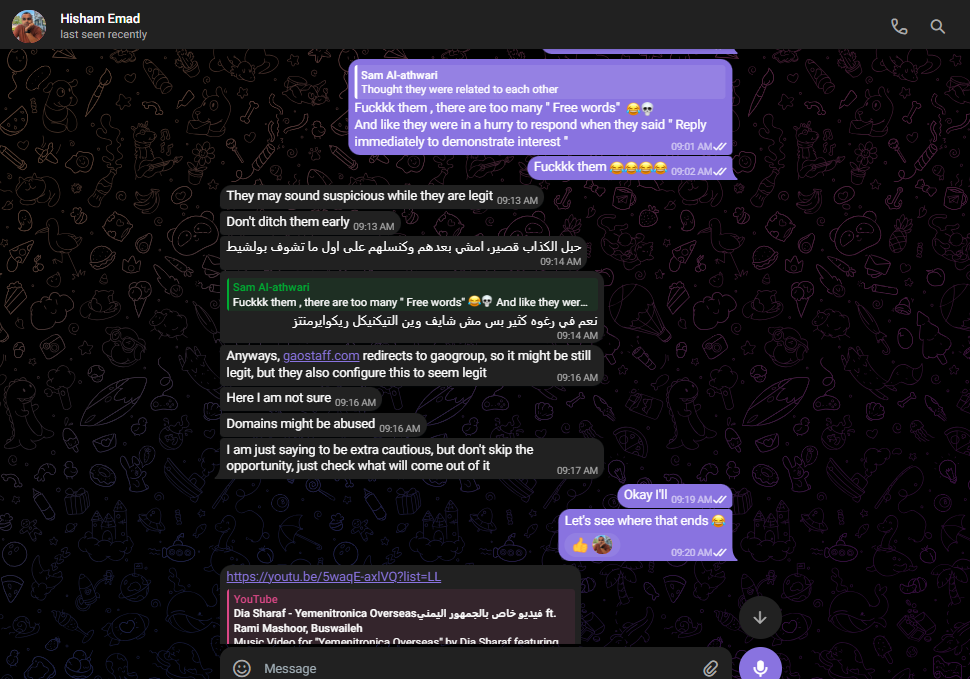 Hisham Emad
last seen recently
Sam Al-athwari
Thought they were related to each other
Fuckkk them , there are too many " Free words" 😂💀
And like they were in a hurry to respond when they said " Reply
immediately to demonstrate interest "
09:01 AM
Fuckkk them 😂😂😂😂 09:02 AM
They may sound suspicious while they are legit 09:13 AM
Don't ditch them early 09:13 AM
حبل الكذاب قصير، امشي بعدهم وكنسلهم على اول ما تشوف بولشيط
09:14 AM
Sam Al-athwari
Fuckkk them , there are too many " Free words" 😂💀 And like they wer...
نعم في رغوه كثير بس مش شايف وين التيكنيكل ريكوايرمنتز
09:14 AM
Anyways, gaostaff.com redirects to gaogroup, so it might be still
legit, but they also configure this to seem legit
09:16 AM
Here I am not sure 09:16 AM
Domains might be abused 09:16 AM
I am just saying to be extra cautious, but don't skip the
opportunity, just check what will come out of it
09:17 AM
Okay I'll 09:19 AM
Let's see where that ends 😂
👍
09:20 AM
https://youtu.be/5waqE-axlVQ?list=LL
YouTube
Dia Sharaf - Yemenitronica Overseasفيديو خاص بالجمهور اليمني ft.
Rami Mashoor, Buswaileh
Music Video for "Yemenitronica Overseas" by Dia Sharaf featuring
Message